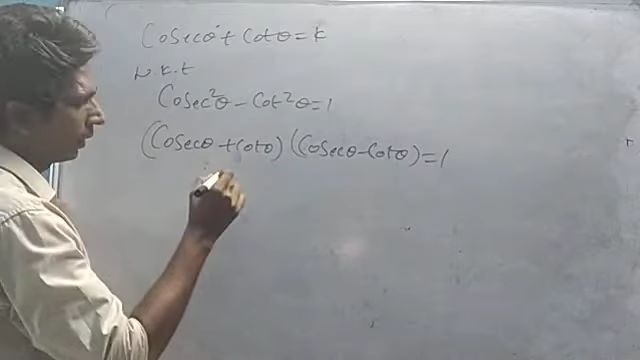 Cosecθ + Cotθ = k
W k.t
Cosec²θ - Cot²θ = 1
(Cosecθ + Cotθ) (Cosecθ - Cotθ) = 1